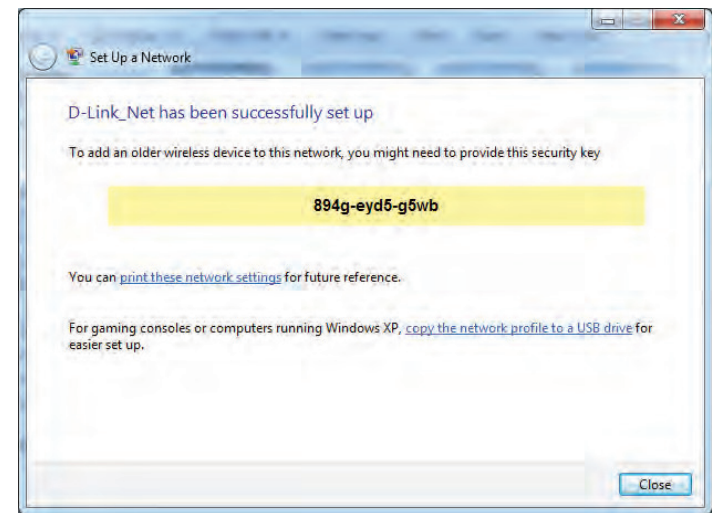 Set Up a Network
D-Link_Net has been successfully set up
To add an older wireless device to this network, you might need to provide this security key
894g-eyd5-g5wb
You can print these network settings for future reference.
For gaming consoles or computers running Windows XP, copy the network profile to a USB drive for
easier set up.
Close